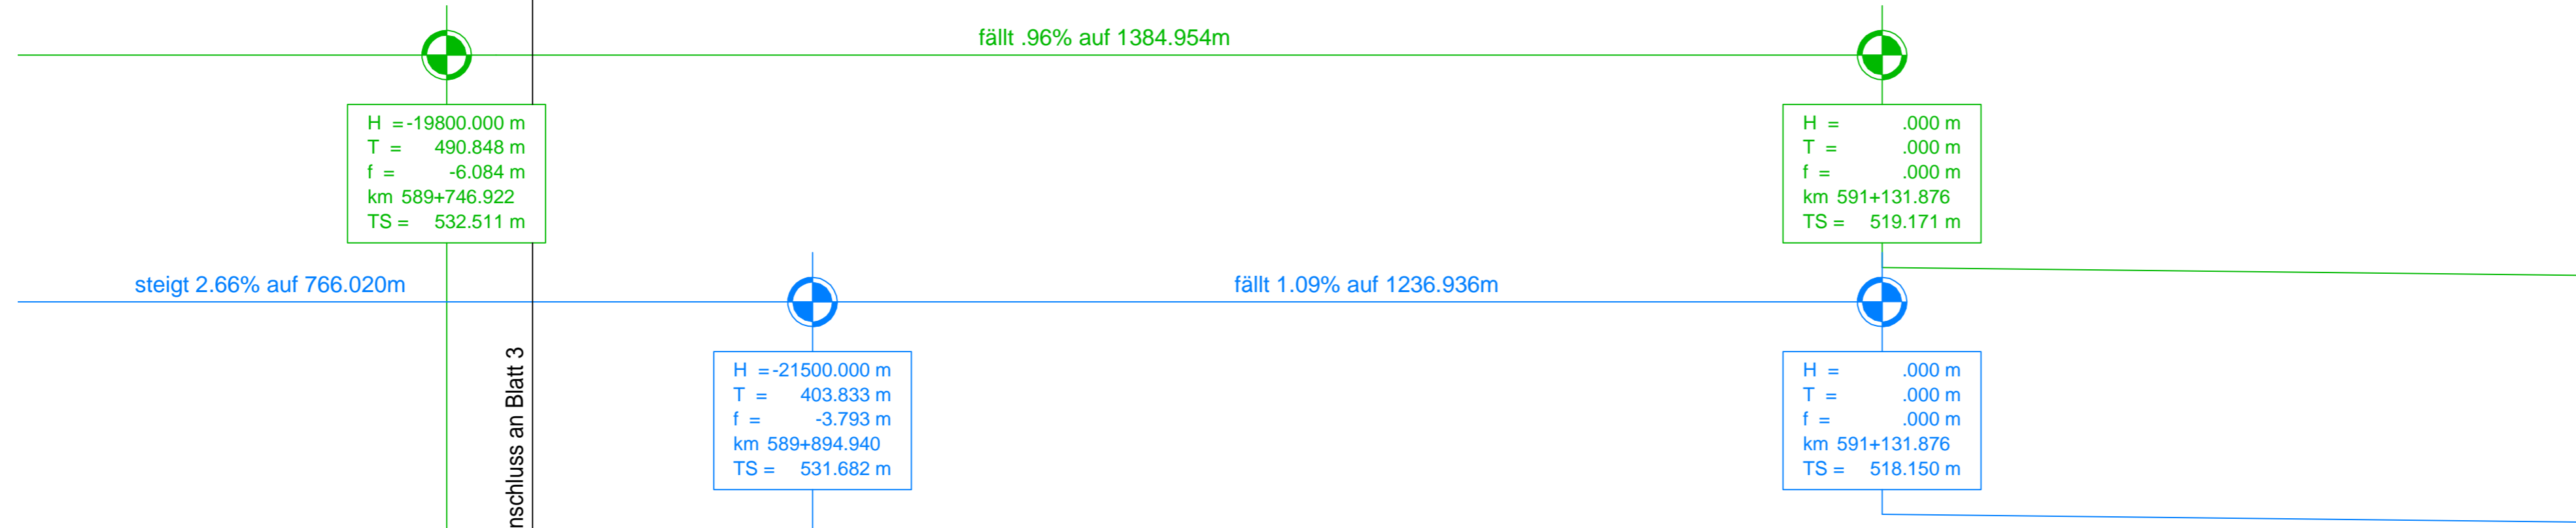 fällt .96% auf 1384.954m
H =-19800.000 m
T = 490.848 m
f = -6.084 m
km 589+746.922
TS = 532.511 m
H = .000 m
T = .000 m
f = .000 m
km 591+131.876
TS = 519.171 m
steigt 2.66% auf 766.020m
fällt 1.09% auf 1236.936m
nschluss an Blatt 3
H =-21500.000 m
T = 403.833 m
f = -3.793 m
km 589+894.940
TS = 531.682 m
H = .000 m
T = .000 m
f = .000 m
km 591+131.876
TS = 518.150 m